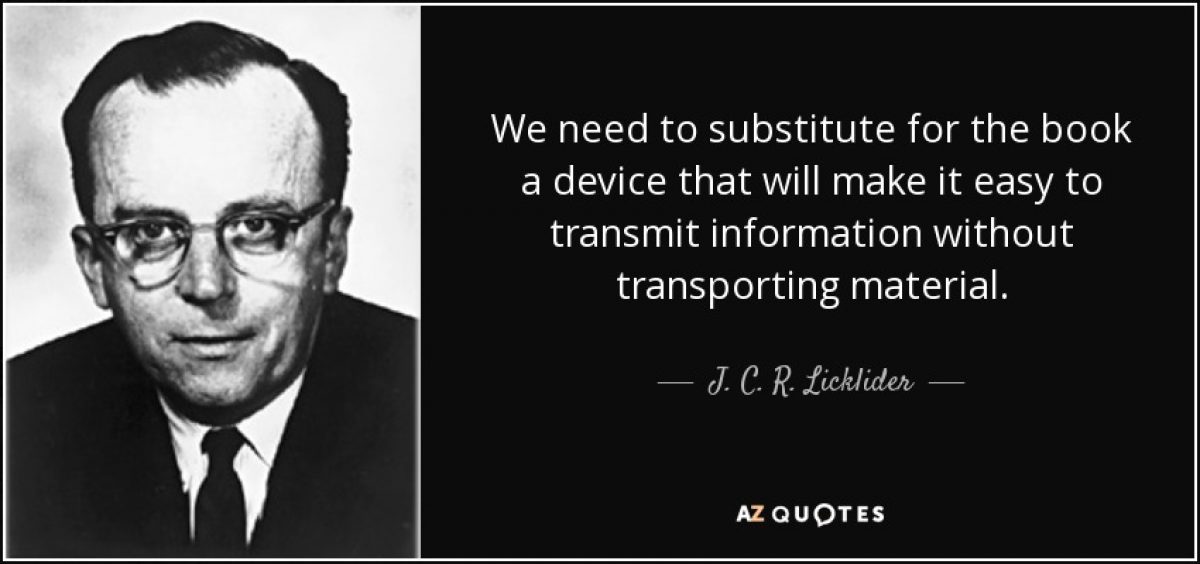 We need to substitute for the book
a device that will make it easy to
transmit information without
transporting material.
— J. C. R. Licklider —
AZ QUOTES